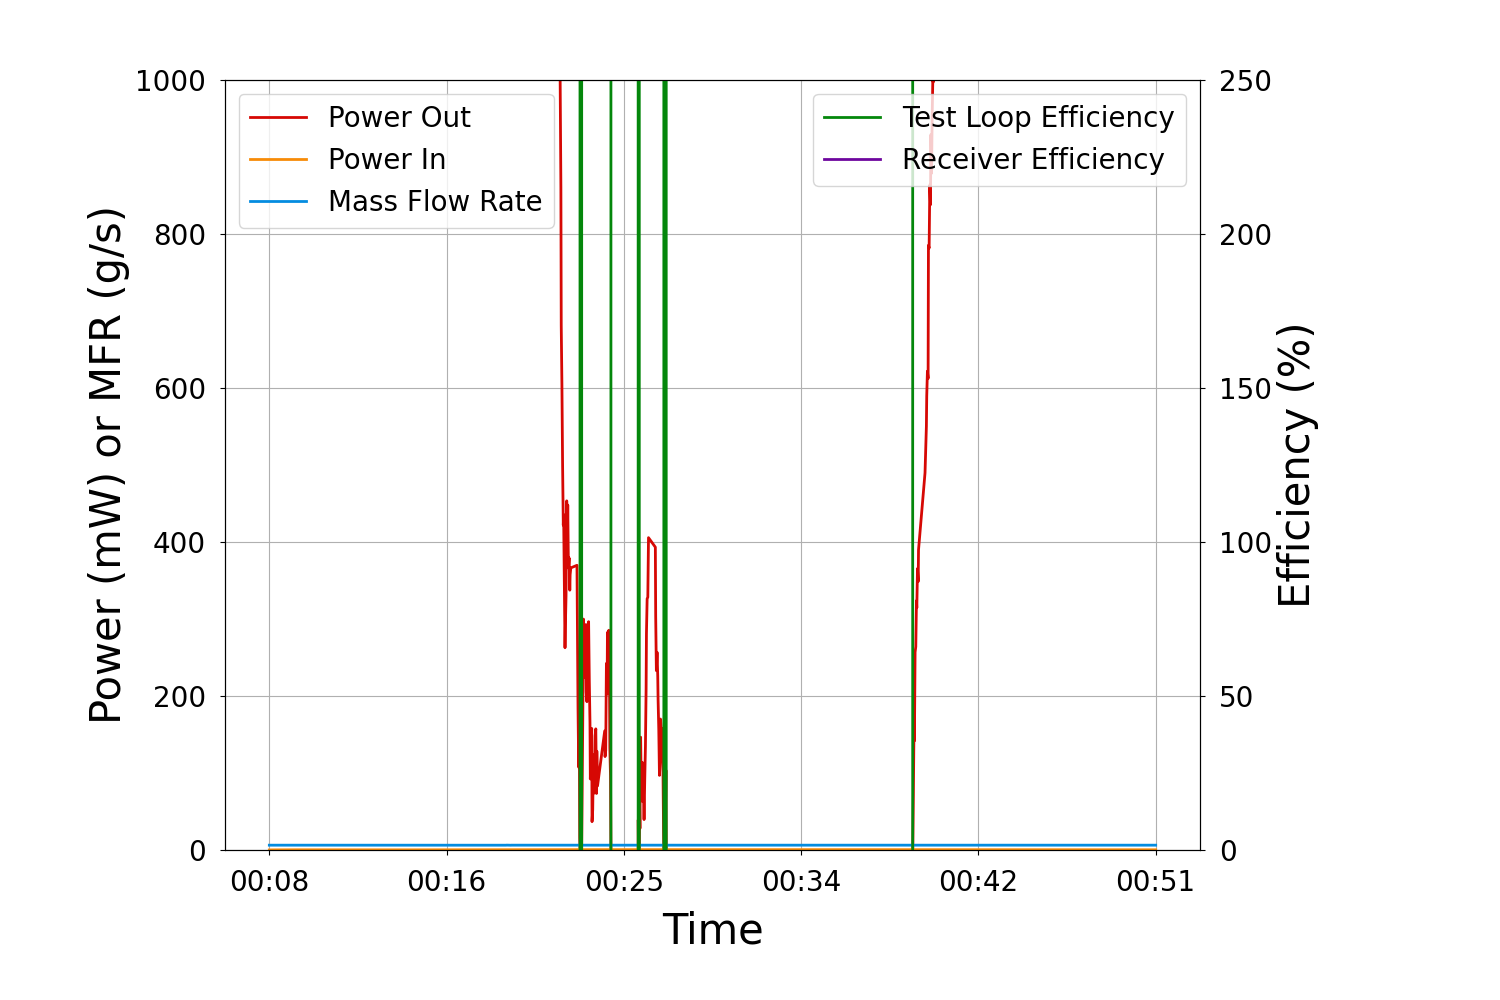 1000
800
600
400
200
0
Power (mW) or MFR (g/s)
Power Out
Power In
Mass Flow Rate
Test Loop Efficiency
Receiver Efficiency
250
200
150
100
50
0
Efficiency (%)
00:08 00:16 00:25 00:34 00:42 00:51
Time